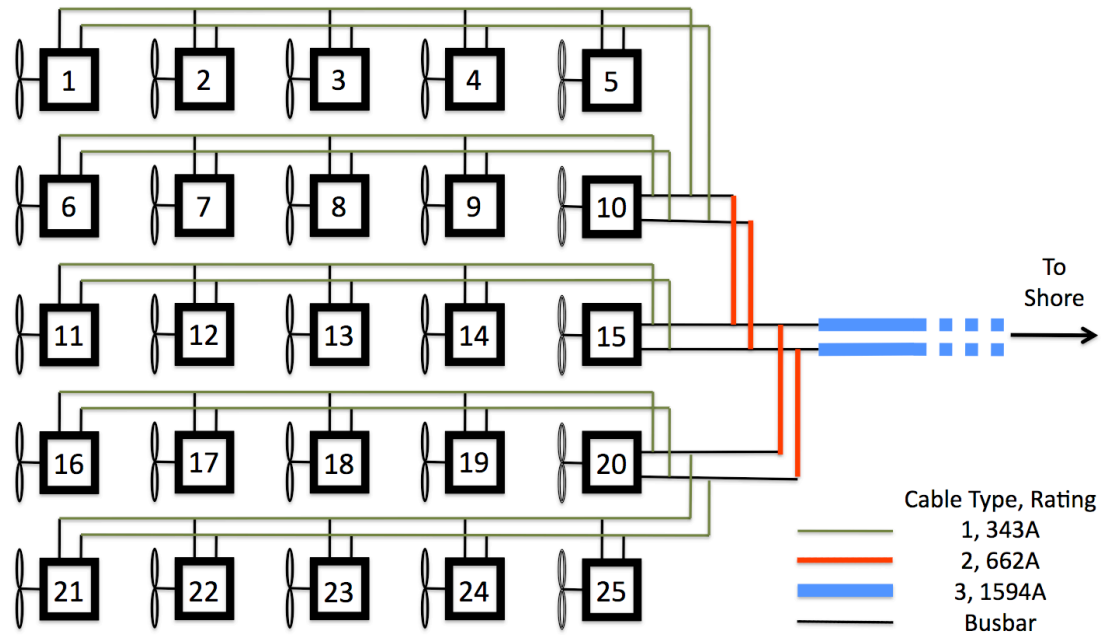 1 2 3 4 5
6 7 8 9 10
11 12 13 14 15
16 17 18 19 20
21 22 23 24 25
To
Shore
Cable Type, Rating
1, 343A
2, 662A
3, 1594A
Busbar